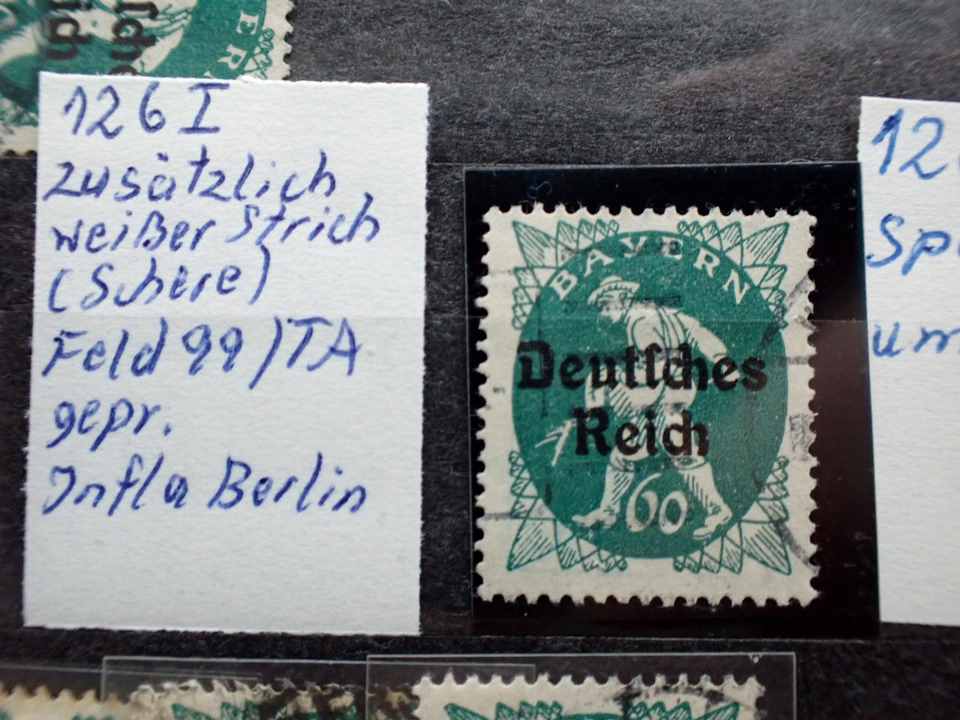 126 I
zusätzlich
weißer Strich
(Schere)
Feld 99/TA
gepr.
Infla Berlin
BAYERN
Deutſches
Reich
60